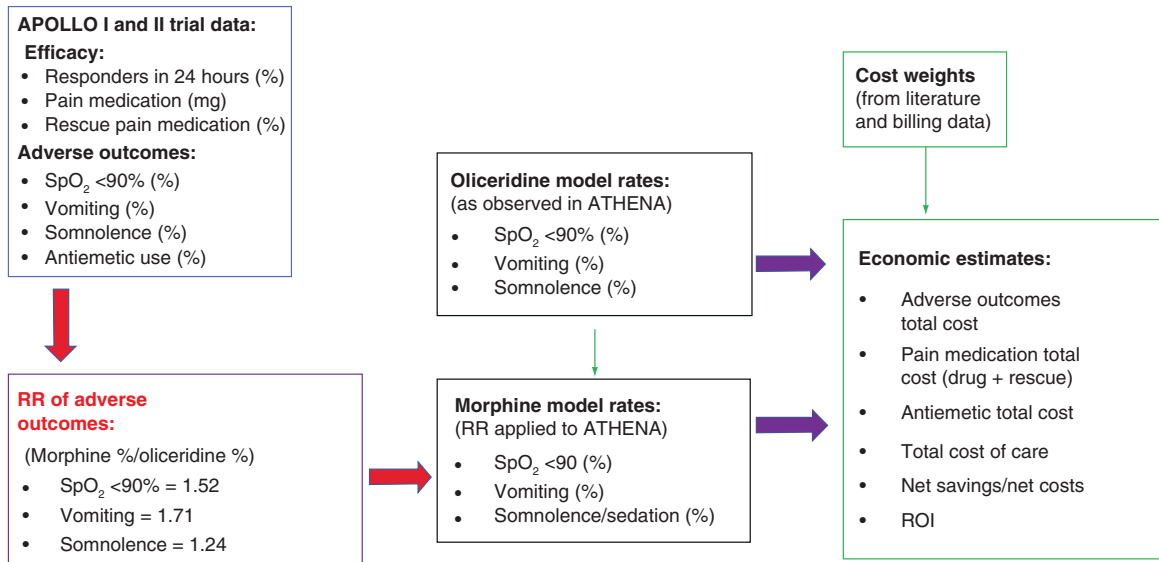 APOLLO I and II trial data:
Efficacy:
• Responders in 24 hours (%)
• Pain medication (mg)
• Rescue pain medication (%)
Adverse outcomes:
• SpO₂ <90% (%)
• Vomiting (%)
• Somnolence (%)
• Antiemetic use (%)
RR of adverse
outcomes:
(Morphine %/oliceridine %)
• SpO₂ <90% = 1.52
• Vomiting = 1.71
• Somnolence = 1.24
Oliceridine model rates:
(as observed in ATHENA)
• SpO₂ <90% (%)
• Vomiting (%)
• Somnolence (%)
Morphine model rates:
(RR applied to ATHENA)
• SpO₂ <90 (%)
• Vomiting (%)
• Somnolence/sedation (%)
Cost weights
(from literature
and billing data)
Economic estimates:
• Adverse outcomes
total cost
• Pain medication total
cost (drug + rescue)
• Antiemetic total cost
• Total cost of care
• Net savings/net costs
• ROI